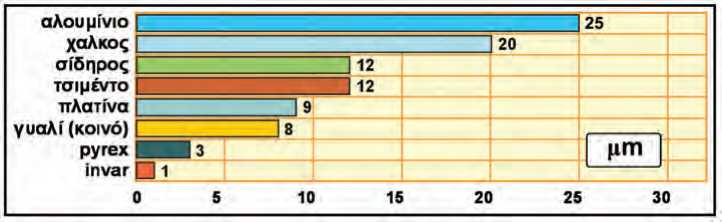 αλουμίνιο 25
χαλκος 20
σίδηρος 12
τσιμέντο 12
πλατίνα 9
γυαλί (κοινό) 8
pyrex 3
invar 1
μm
0 5 10 15 20 25 30